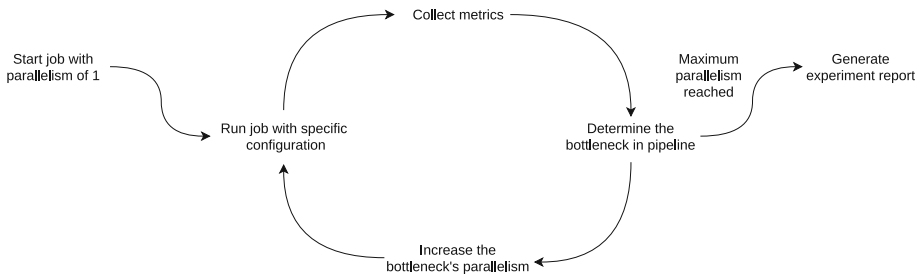 Collect metrics
Start job with
parallelism of 1
Maximum
parallelism
reached
Generate
experiment report
Run job with specific
configuration
Determine the
bottleneck in pipeline
Increase the
bottleneck's parallelism